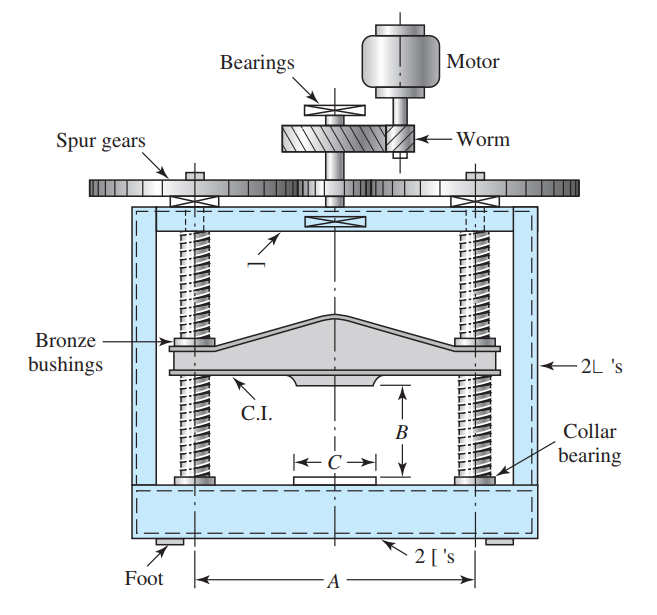 Bearings
Motor
Spur gears
Worm
[
Bronze
bushings
2L 's
C.I.
B
C
Collar
bearing
2 [ 's
Foot
A